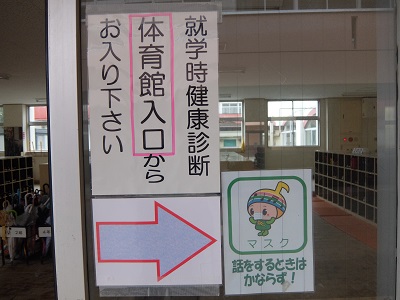 就学時健康診断
体育館入口から
お入り下さい
マスク
話をするときは
かならず！